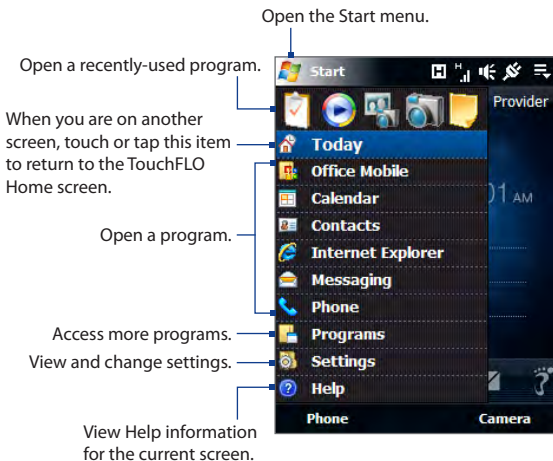 Open the Start menu.
Open a recently-used program.
Start
H
H
Provider
When you are on another
screen, touch or tap this item
to return to the TouchFLO
Home screen.
Today
Office Mobile
01 AM
Calendar
Contacts
Open a program.
Internet Explorer
Messaging
Phone
Access more programs.
Programs
View and change settings.
Settings
?
Help
Phone
Camera
View Help information
for the current screen.